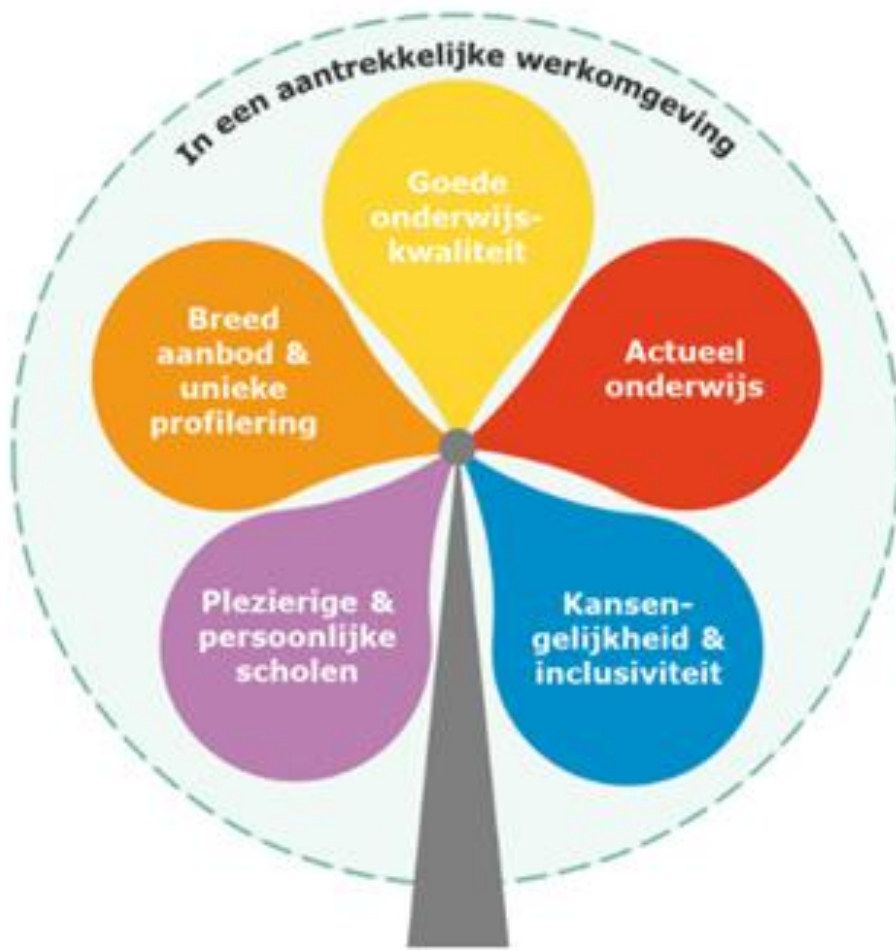 In een aantrekkelijke werkomgeving
Goede
onderwijs-
kwaliteit
Breed
aanbod &
unieke
profilering
Actueel
onderwijs
Plezierige &
persoonlijke
scholen
Kansen-
gelijkheid &
inclusiviteit